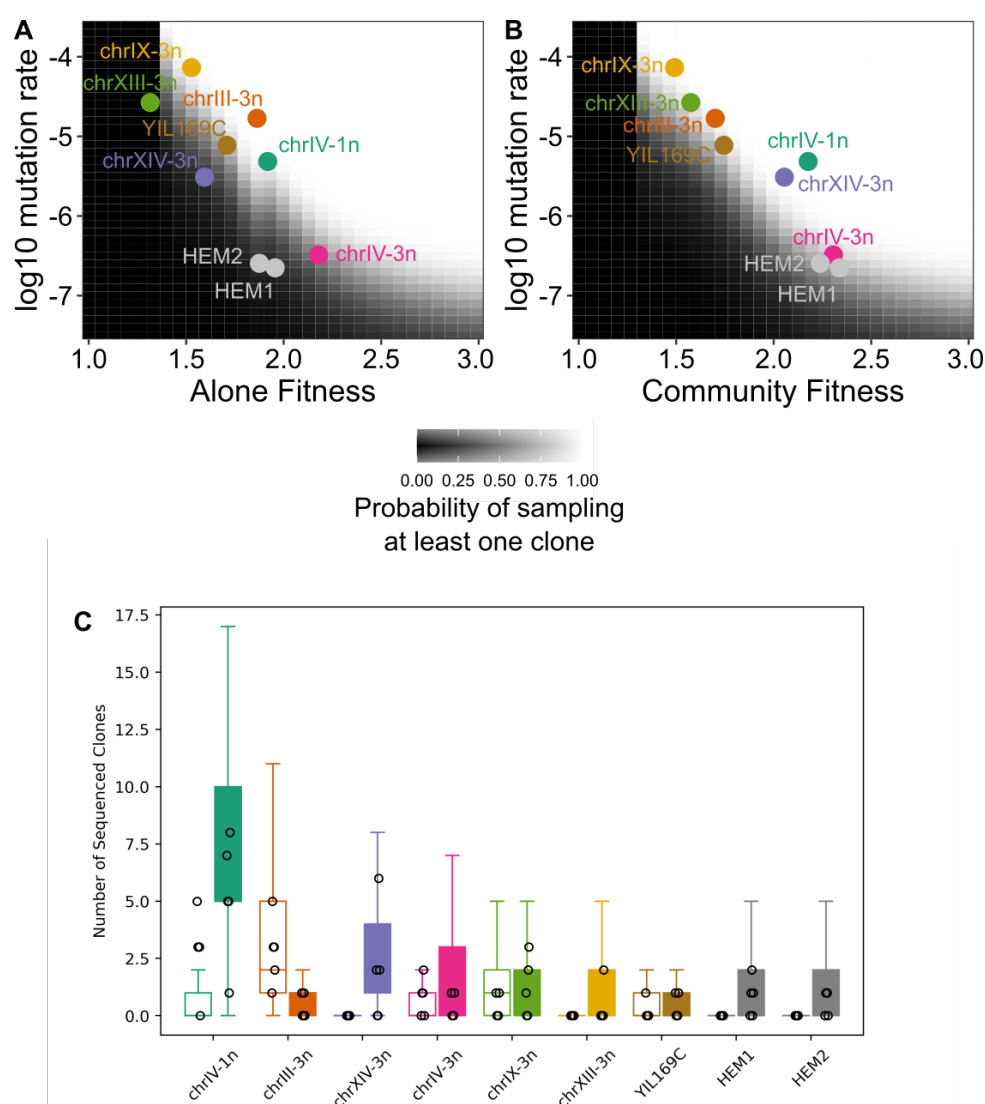 A
B
log10 mutation rate
-4
-5
-6
-7
chrIX-3n
chrXIII-3n
chrIII-3n
YIL169C
chrXIV-3n
chrIV-1n
chrIV-3n
HEM2
HEM1
1.0 1.5 2.0 2.5 3.0
Alone Fitness
log10 mutation rate
-4
-5
-6
-7
chrIX-3n
chrXIII-3n
chrIII-3n
YIL169C
chrIV-1n
chrXIV-3n
chrIV-3n
HEM2
HEM1
1.0 1.5 2.0 2.5 3.0
Community Fitness
0.00 0.25 0.50 0.75 1.00
Probability of sampling
at least one clone
C
Number of Sequenced Clones
17.5
15.0
12.5
10.0
7.5
5.0
2.5
0.0
chrIV-1n
chrIII-3n
chrXIV-3n
chrIV-3n
chrIX-3n
chrXIII-3n
YIL169C
HEM1
HEM2